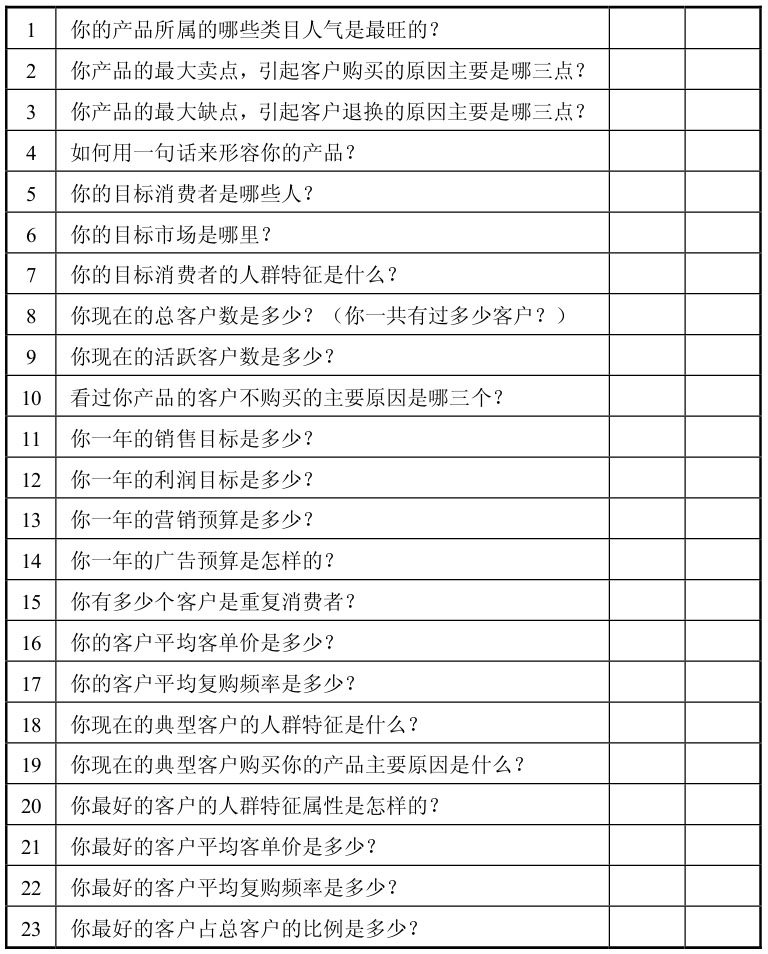 1 你的产品所属的哪些类目人气是最旺的？
2 你产品的最大卖点，引起客户购买的原因主要是哪三点？
3 你产品的最大缺点，引起客户退换的原因主要是哪三点？
4 如何用一句话来形容你的产品？
5 你的目标消费者是哪些人？
6 你的目标市场是哪里？
7 你的目标消费者的人群特征是什么？
8 你现在的总客户数是多少？（你一共有过多少客户？）
9 你现在的活跃客户数是多少？
10 看过你产品的客户不购买的主要原因是哪三个？
11 你一年的销售目标是多少？
12 你一年的利润目标是多少？
13 你一年的营销预算是多少？
14 你一年的广告预算是怎样的？
15 你有多少个客户是重复消费者？
16 你的客户平均客单价是多少？
17 你的客户平均复购频率是多少？
18 你现在的典型客户的人群特征是什么？
19 你现在的典型客户购买你的产品主要原因是什么？
20 你最好的客户的人群特征属性是怎样的？
21 你最好的客户平均客单价是多少？
22 你最好的客户平均复购频率是多少？
23 你最好的客户占总客户的比例是多少？